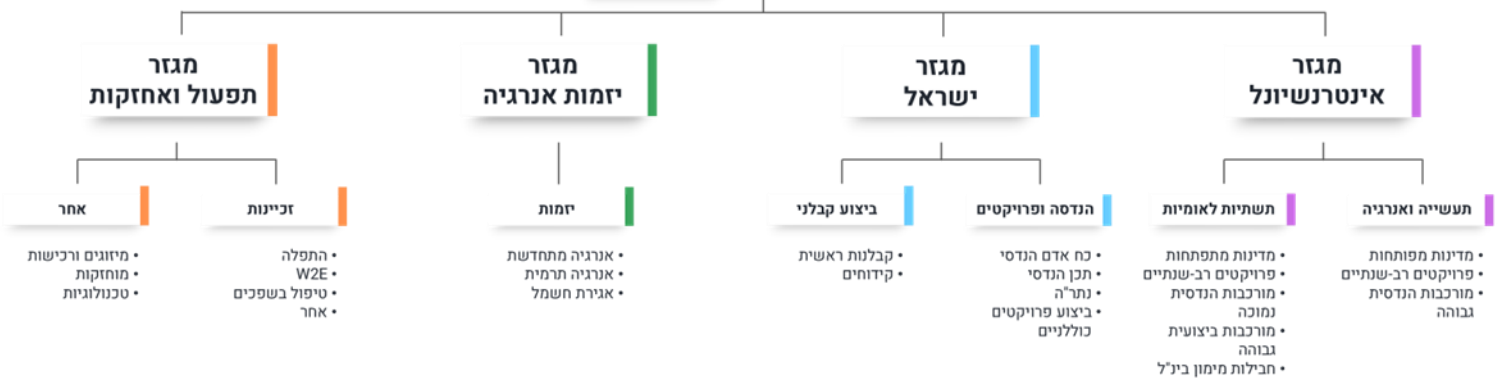 מגזר
אינטרנשיונל
מגזר
ישראל
מגזר
יזמות אנרגיה
מגזר
תפעול ואחזקות
תעשייה ואנרגיה
• מדינות מפותחות
• פרויקטים רב-שנתיים
• מורכבות הנדסית
גבוהה
תשתיות לאומיות
• מדינות מתפתחות
• פרויקטים רב-שנתיים
• מורכבות הנדסית
נמוכה
• מורכבות ביצועית
גבוהה
• חבילות מימון בינ"ל
הנדסה ופרויקטים
• כח אדם הנדסי
• תכן הנדסי
• נתר"ה
• ביצוע פרויקטים
כוללניים
ביצוע קבלני
• קבלנות ראשית
• קידוחים
יזמות
• אנרגיה מתחדשת
• אנרגיה תרמית
• אגירת חשמל
זכיינות
• התפלה
• W2E
• טיפול בשפכים
• אחר
אחר
• מיזוגים ורכישות
• מוחזקות
• טכנולוגיות